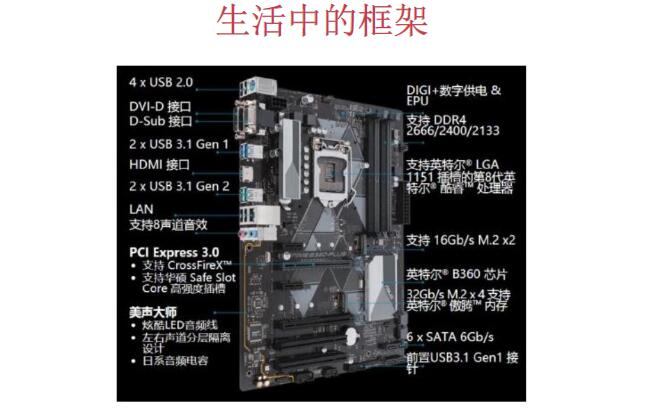 生活中的框架
4 x USB 2.0
DVI-D 接口
D-Sub 接口
2 x USB 3.1 Gen 1
HDMI 接口
2 x USB 3.1 Gen 2
LAN
支持8声道音效
PCI Express 3.0
• 支持 CrossFireX™
• 支持华硕 Safe Slot
Core 高强度插槽
美声大师
• 炫酷LED音频线
• 左右声道分层隔离
设计
• 日系音频电容
DIGI+数字供电 &
EPU
支持 DDR4
2666/2400/2133
支持英特尔® LGA
1151 插槽的第8代英
特尔® 酷睿™ 处理器
支持 16Gb/s M.2 x2
英特尔® B360 芯片
32Gb/s M.2 x 4 支持
英特尔® 傲腾™ 内存
6 x SATA 6Gb/s
前置USB3.1 Gen1 接
针